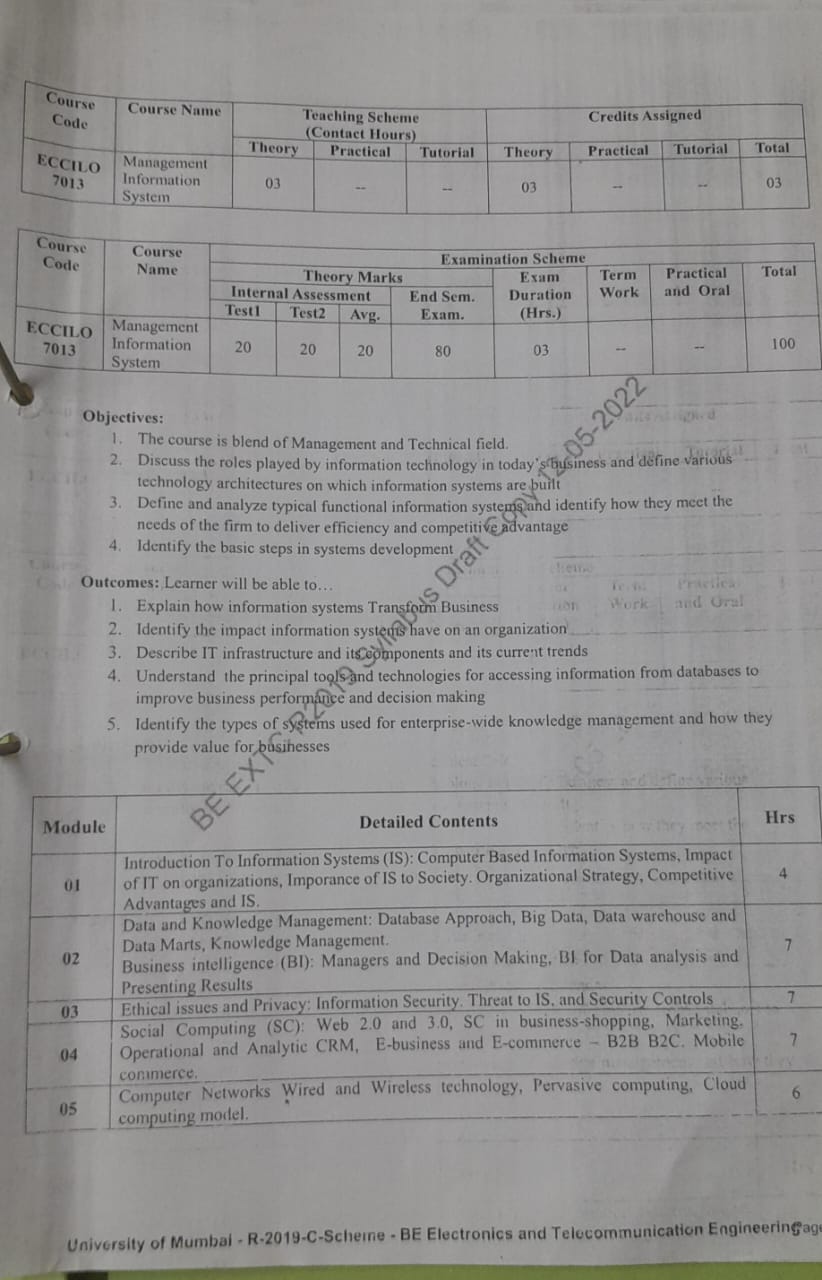 Course Code
Course Name
Teaching Scheme (Contact Hours)
Credits Assigned
Theory Practical Tutorial Theory Practical Tutorial Total
ECCILO 7013
Management Information System
03 -- -- 03 -- -- 03
Course Code
Course Name
Examination Scheme
Theory Marks
Exam Duration (Hrs.)
Term Work
Practical and Oral
Total
Internal Assessment
End Sem. Exam.
Test1 Test2 Avg.
ECCILO 7013
Management Information System
20 20 20 80 03 -- -- 100
Objectives:
1. The course is blend of Management and Technical field.
2. Discuss the roles played by information technology in today's business and define various
technology architectures on which information systems are built
3. Define and analyze typical functional information systems and identify how they meet the
needs of the firm to deliver efficiency and competitive advantage
4. Identify the basic steps in systems development
Outcomes: Learner will be able to…
1. Explain how information systems Transform Business
2. Identify the impact information systems have on an organization
3. Describe IT infrastructure and its components and its current trends
4. Understand the principal tools and technologies for accessing information from databases to
improve business performance and decision making
5. Identify the types of systems used for enterprise-wide knowledge management and how they
provide value for businesses
BE EXTC R2019 Syllabus Draft Copy 12-05-2022
Module Detailed Contents Hrs
01
Introduction To Information Systems (IS): Computer Based Information Systems, Impact
of IT on organizations, Imporance of IS to Society. Organizational Strategy, Competitive
Advantages and IS.
4
02
Data and Knowledge Management: Database Approach, Big Data, Data warehouse and
Data Marts, Knowledge Management.
Business intelligence (BI): Managers and Decision Making, BI for Data analysis and
Presenting Results
7
03 Ethical issues and Privacy: Information Security. Threat to IS, and Security Controls 7
04
Social Computing (SC): Web 2.0 and 3.0, SC in business-shopping, Marketing,
Operational and Analytic CRM, E-business and E-commerce – B2B B2C. Mobile
commerce.
7
05
Computer Networks Wired and Wireless technology, Pervasive computing, Cloud
computing model.
6
University of Mumbai - R-2019-C-Scheme - BE Electronics and Telecommunication Engineering